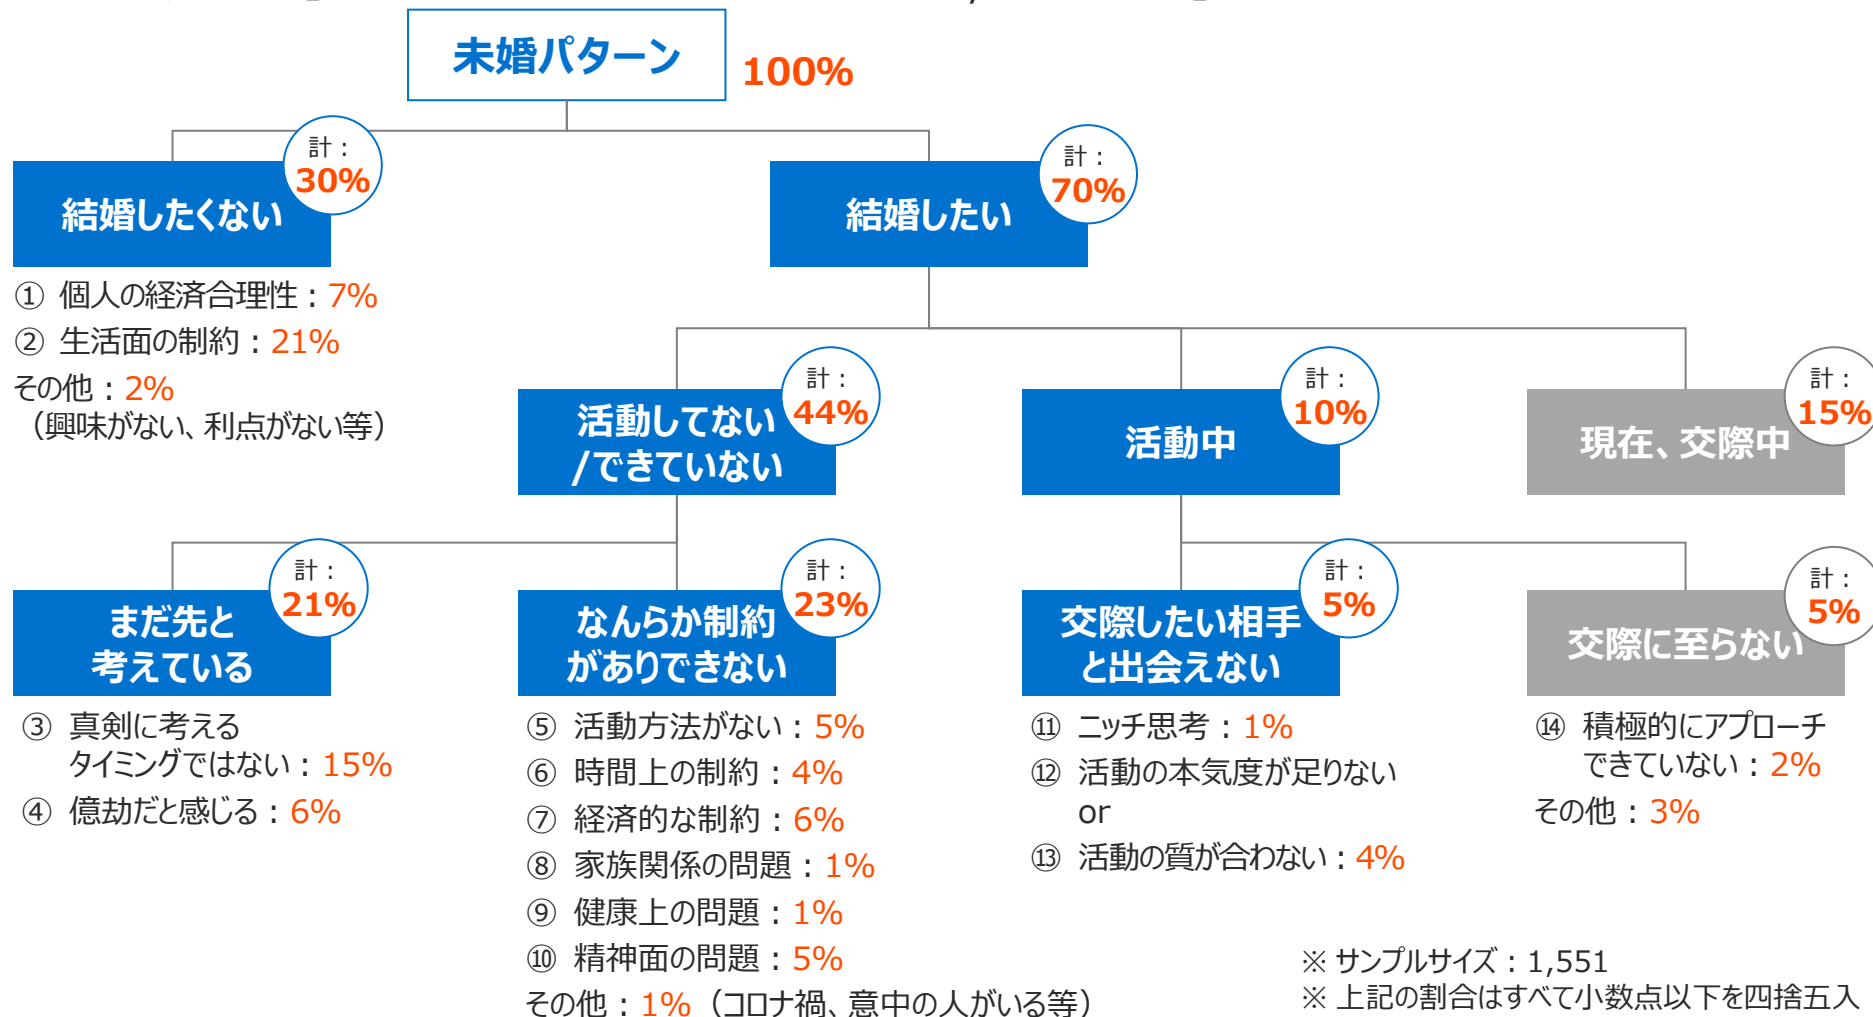 未婚パターン
100%
計：
30%
結婚したくない
計：
70%
結婚したい
① 個人の経済合理性：7%
② 生活面の制約：21%
その他：2%
（興味がない、利点がない等）
計：
44%
活動してない
/できていない
計：
10%
活動中
計：
15%
現在、交際中
計：
21%
まだ先と
考えている
計：
23%
なんらか制約
がありできない
計：
5%
交際したい相手
と出会えない
計：
5%
交際に至らない
③ 真剣に考える
タイミングではない：15%
④ 億劫だと感じる：6%
⑤ 活動方法がない：5%
⑥ 時間上の制約：4%
⑦ 経済的な制約：6%
⑧ 家族関係の問題：1%
⑨ 健康上の問題：1%
⑩ 精神面の問題：5%
その他：1%（コロナ禍、意中の人がいる等）
⑪ ニッチ思考：1%
⑫ 活動の本気度が足りない
or
⑬ 活動の質が合わない：4%
⑭ 積極的にアプローチ
できていない：2%
その他：3%
※ サンプルサイズ：1,551
※ 上記の割合はすべて小数点以下を四捨五入